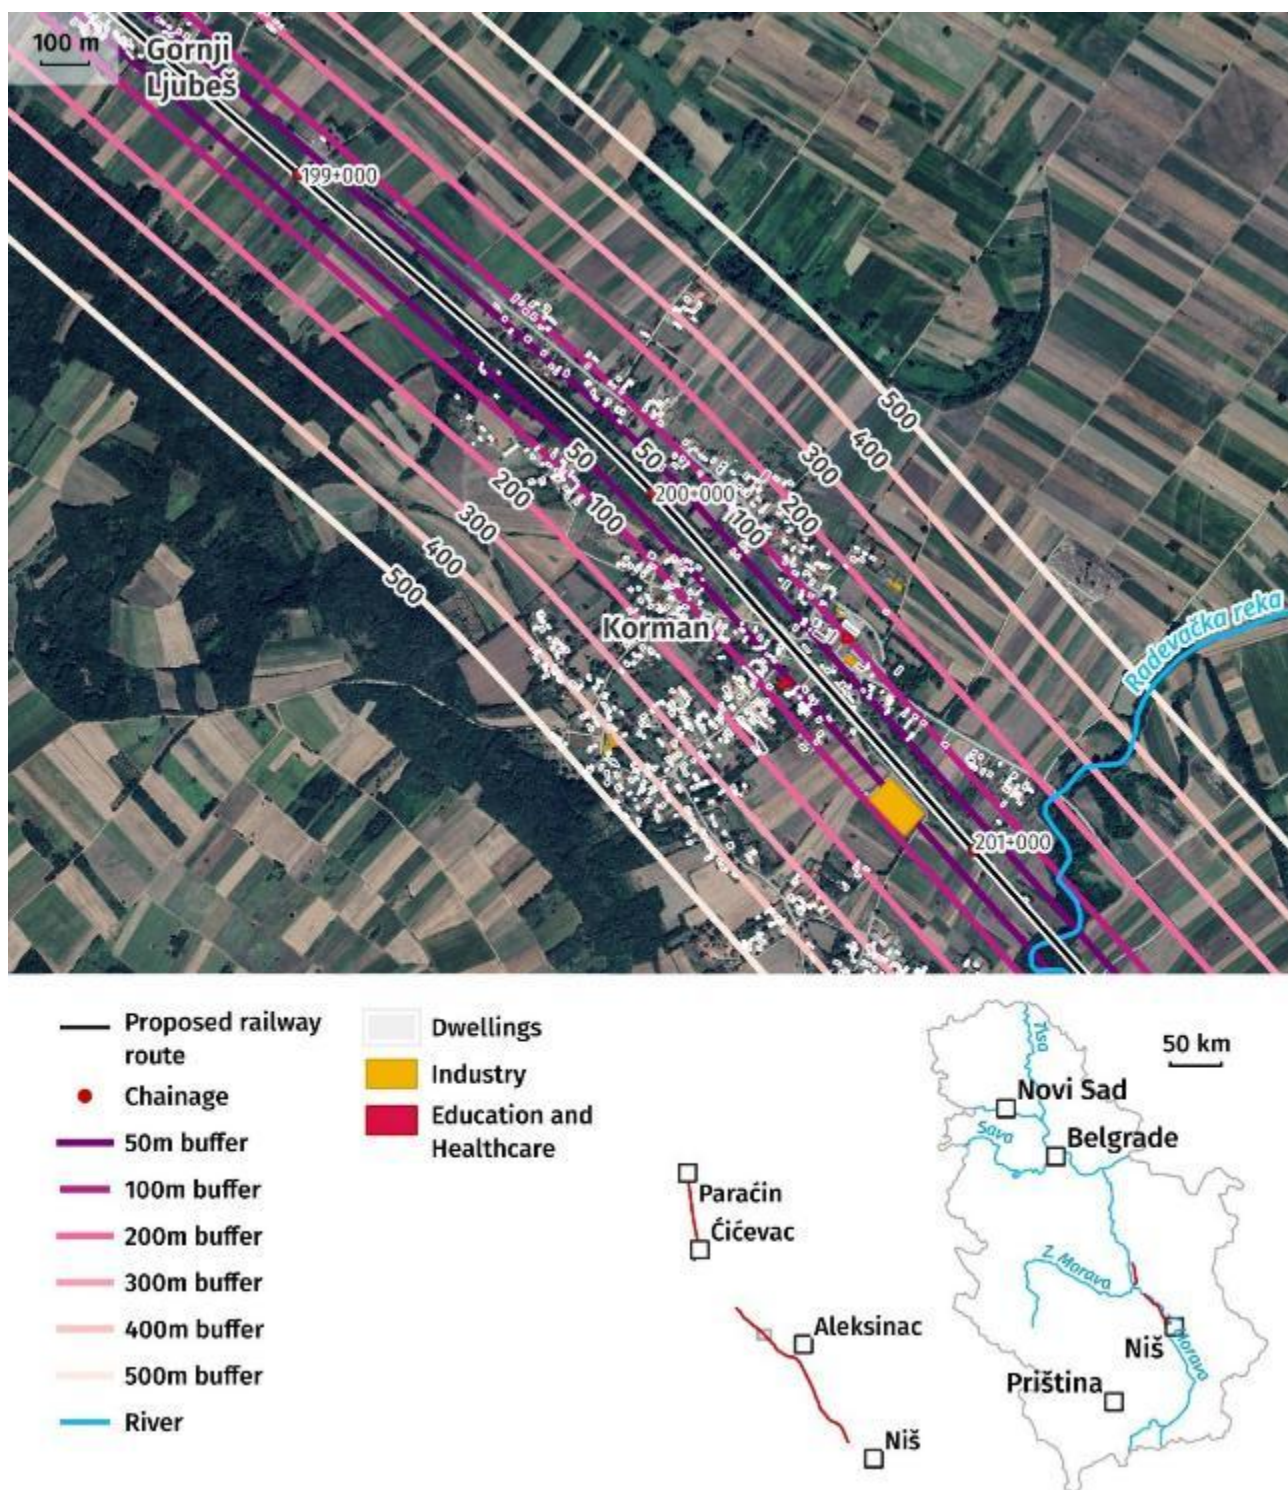 100 m
Gornji
Ljubeš
199+000
500
400
300
50
50
200+000
200
100
200
100
300
400
500
Korman
Radevačka reka
201+000
Proposed railway
route
Chainage
50m buffer
100m buffer
200m buffer
300m buffer
400m buffer
500m buffer
River
Dwellings
Industry
Education and
Healthcare
Paraćin
Ćićevac
Aleksinac
Niš
50 km
Tisa
Novi Sad
Sava
Belgrade
Z. Morava
Niš
J. Morava
Priština